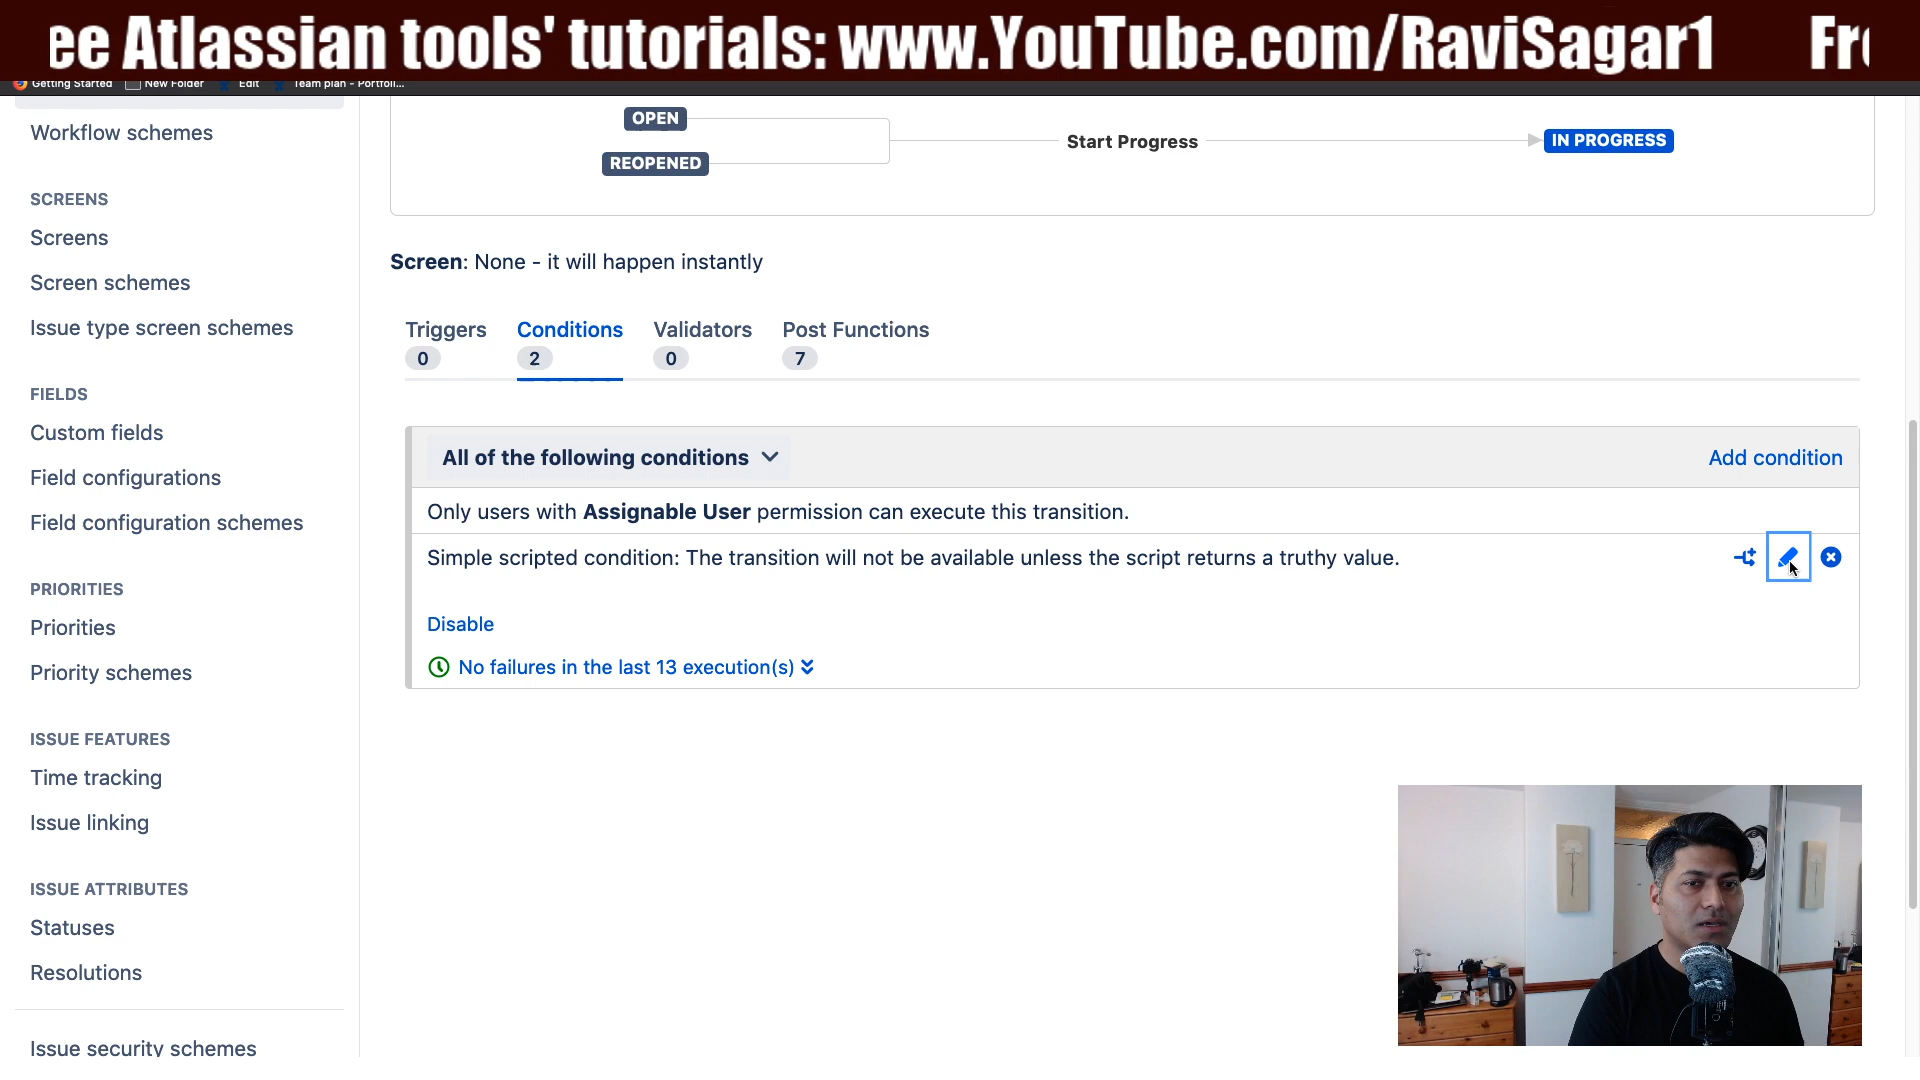 ee Atlassian tools' tutorials: www.YouTube.com/RaviSagar1 Fr
Getting Started New Folder Edit Team plan - Portfoli...
Workflow schemes
SCREENS
Screens
Screen schemes
Issue type screen schemes
FIELDS
Custom fields
Field configurations
Field configuration schemes
PRIORITIES
Priorities
Priority schemes
ISSUE FEATURES
Time tracking
Issue linking
ISSUE ATTRIBUTES
Statuses
Resolutions
Issue security schemes
OPEN
REOPENED
Start Progress
IN PROGRESS
Screen: None - it will happen instantly
Triggers Conditions Validators Post Functions
0 2 0 7
All of the following conditions Add condition
Only users with Assignable User permission can execute this transition.
Simple scripted condition: The transition will not be available unless the script returns a truthy value.
Disable
No failures in the last 13 execution(s)